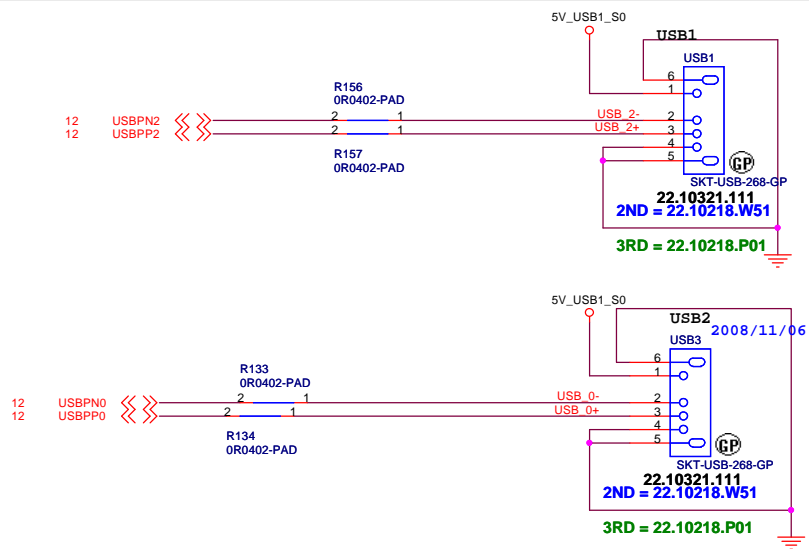 5V_USB1_S0
USB1
USB1
6
1
R156
0R0402-PAD
12 USBPN2 2 1 USB_2- 2
12 USBPP2 2 1 USB_2+ 3
4
5
R157
0R0402-PAD
GP
SKT-USB-268-GP
22.10321.111
2ND = 22.10218.W51
3RD = 22.10218.P01
5V_USB1_S0
USB2
2008/11/06
USB3
6
1
R133
0R0402-PAD
12 USBPN0 2 1 USB_0- 2
12 USBPP0 2 1 USB_0+ 3
4
5
R134
0R0402-PAD
GP
SKT-USB-268-GP
22.10321.111
2ND = 22.10218.W51
3RD = 22.10218.P01